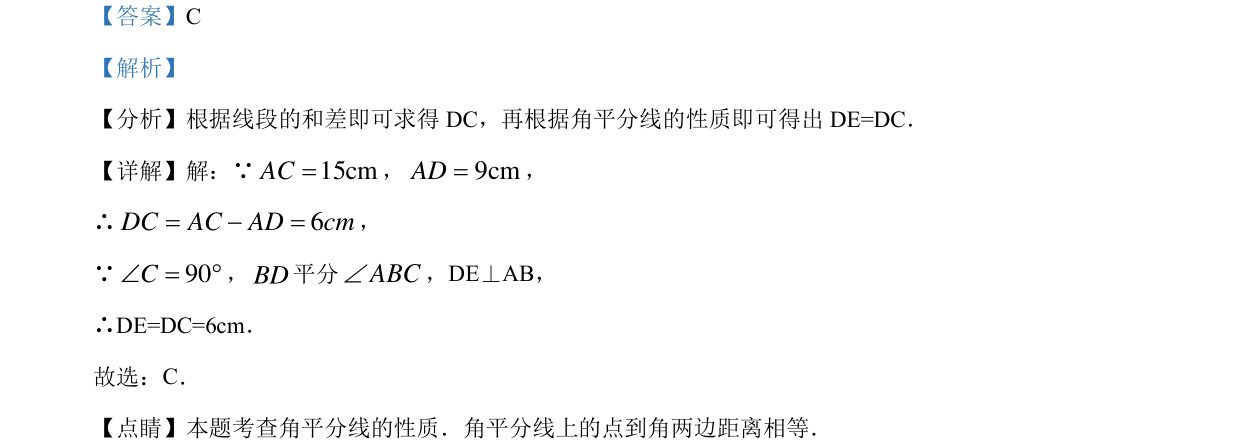 【答案】C
【解析】
【分析】根据线段的和差即可求得 DC，再根据角平分线的性质即可得出 DE=DC．
【详解】解：∵ AC =15cm， AD = 9cm，
∴ DC = AC − AD = 6cm，
∵ ∠C = 90°， BD 平分 ∠ABC，DE⊥AB，
∴DE=DC=6cm．
故选：C．
【点睛】本题考查角平分线的性质．角平分线上的点到角两边距离相等．